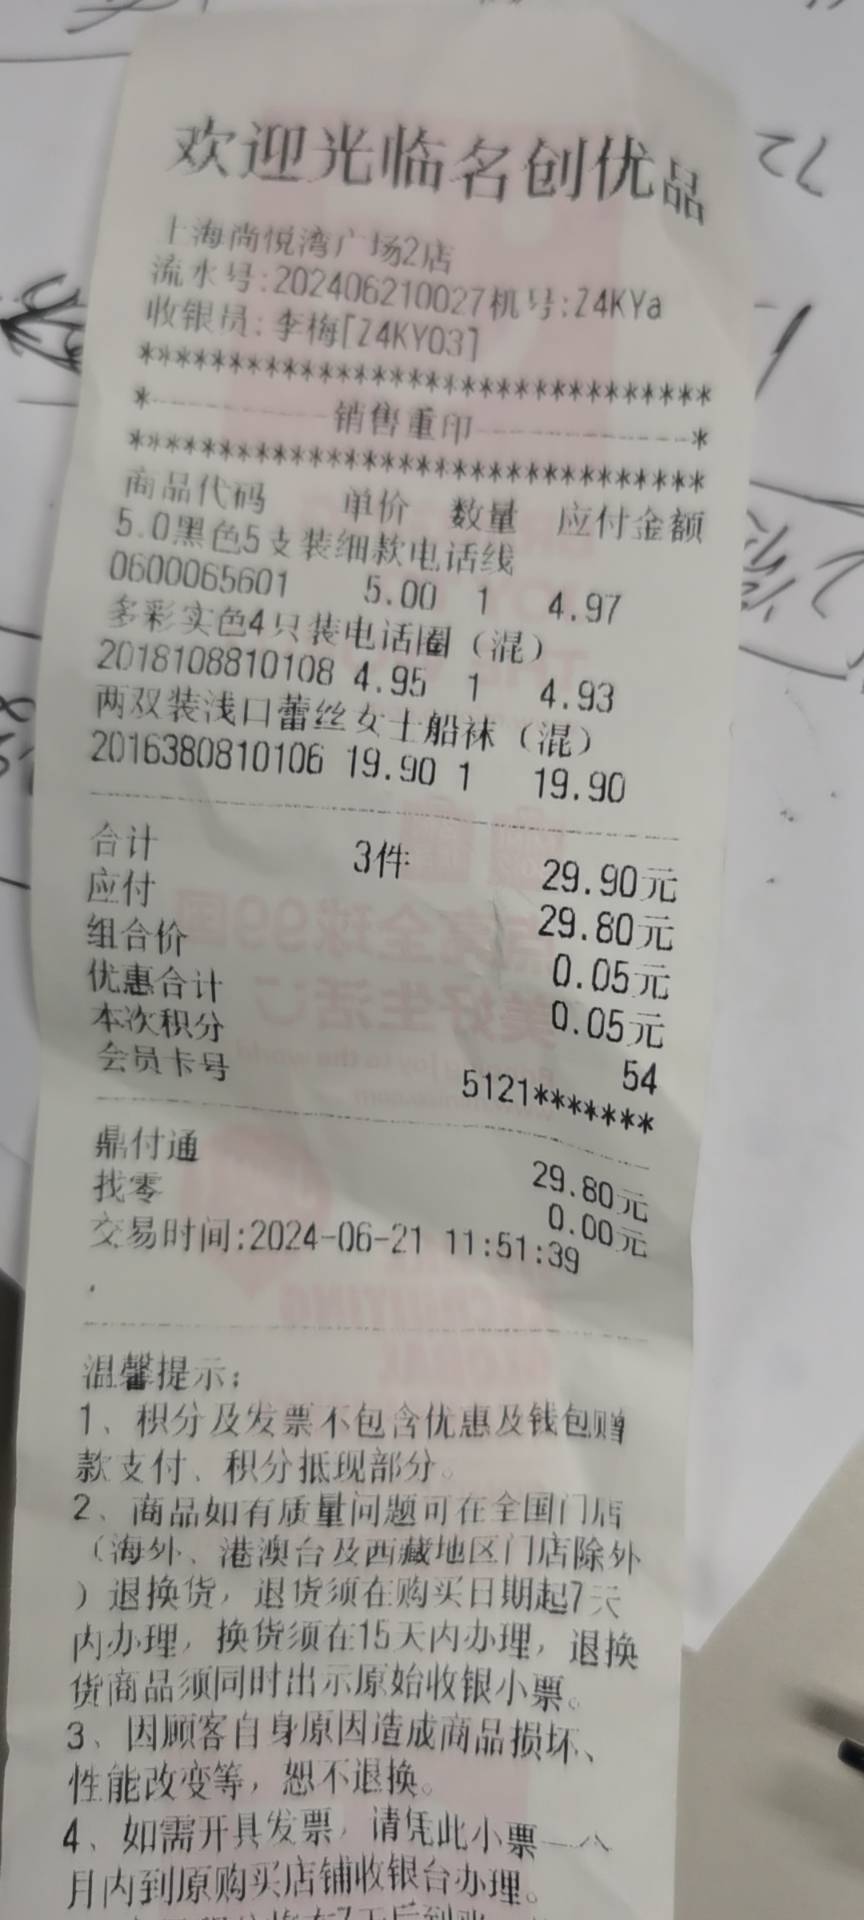 欢迎光临名创优品
上海尚悦湾广场2店
流水号:202406210027机号:Z4KYa
收银员:李梅[Z4KY03]
********************************
*------------销售重印------------*
********************************
商品代码 单价 数量 应付金额
5.0黑色5支装细款电话线
0600065601 5.00 1 4.97
多彩实色4只装电话圈（混）
2018108810108 4.95 1 4.93
两双装浅口蕾丝女士船袜（混）
2016380810106 19.90 1 19.90
合计 3件 29.90元
应付 29.80元
组合价 0.05元
优惠合计 0.05元
本次积分 54
会员卡号 5121*******
鼎付通 29.80元
找零 0.00元
交易时间:2024-06-21 11:51:39
.
温馨提示:
1、积分及发票不包含优惠及钱包赠
款支付、积分抵现部分。
2、商品如有质量问题可在全国门店
（海外、港澳台及西藏地区门店除外
）退换货，退货须在购买日期起7天
内办理，换货须在15天内办理，退换
货商品须同时出示原始收银小票。
3、因顾客自身原因造成商品损坏、
性能改变等，恕不退换。
4、如需开具发票，请凭此小票一个
月内到原购买店铺收银台办理。